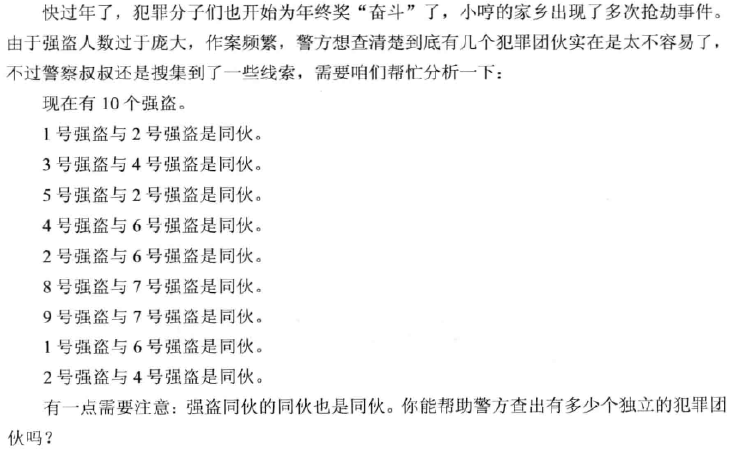 快过年了，犯罪分子们也开始为年终奖“奋斗”了，小哼的家乡出现了多次抢劫事件。
由于强盗人数过于庞大，作案频繁，警方想查清楚到底有几个犯罪团伙实在是太不容易了，
不过警察叔叔还是搜集到了一些线索，需要咱们帮忙分析一下：
现在有 10 个强盗。
1 号强盗与 2 号强盗是同伙。
3 号强盗与 4 号强盗是同伙。
5 号强盗与 2 号强盗是同伙。
4 号强盗与 6 号强盗是同伙。
2 号强盗与 6 号强盗是同伙。
8 号强盗与 7 号强盗是同伙。
9 号强盗与 7 号强盗是同伙。
1 号强盗与 6 号强盗是同伙。
2 号强盗与 4 号强盗是同伙。
有一点需要注意：强盗同伙的同伙也是同伙。你能帮助警方查出有多少个独立的犯罪团
伙吗？